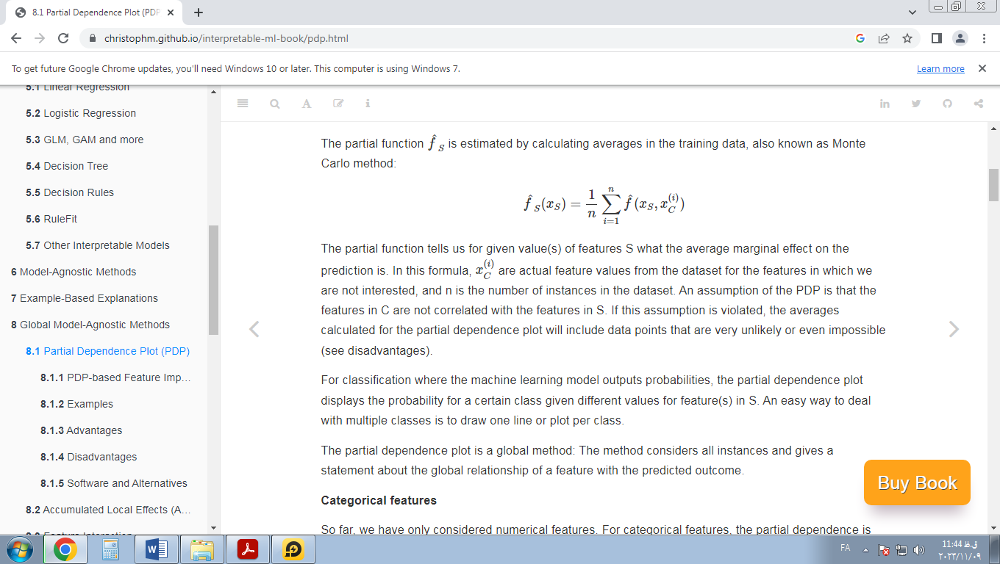 8.1 Partial Dependence Plot (PDP
christophm.github.io/interpretable-ml-book/pdp.html
To get future Google Chrome updates, you'll need Windows 10 or later. This computer is using Windows 7.
Learn more
5.1 Linear Regression
5.2 Logistic Regression
5.3 GLM, GAM and more
5.4 Decision Tree
5.5 Decision Rules
5.6 RuleFit
5.7 Other Interpretable Models
6 Model-Agnostic Methods
7 Example-Based Explanations
8 Global Model-Agnostic Methods
8.1 Partial Dependence Plot (PDP)
8.1.1 PDP-based Feature Imp...
8.1.2 Examples
8.1.3 Advantages
8.1.4 Disadvantages
8.1.5 Software and Alternatives
8.2 Accumulated Local Effects (A...
8.3 Feature Interaction
The partial function f̂ S is estimated by calculating averages in the training data, also known as Monte
Carlo method:
f̂ S(xS) = 1/n ∑ i=1 n f̂ (xS, xC(i))
The partial function tells us for given value(s) of features S what the average marginal effect on the
prediction is. In this formula, xC(i) are actual feature values from the dataset for the features in which we
are not interested, and n is the number of instances in the dataset. An assumption of the PDP is that the
features in C are not correlated with the features in S. If this assumption is violated, the averages
calculated for the partial dependence plot will include data points that are very unlikely or even impossible
(see disadvantages).
For classification where the machine learning model outputs probabilities, the partial dependence plot
displays the probability for a certain class given different values for feature(s) in S. An easy way to deal
with multiple classes is to draw one line or plot per class.
The partial dependence plot is a global method: The method considers all instances and gives a
statement about the global relationship of a feature with the predicted outcome.
Categorical features
So far, we have only considered numerical features. For categorical features, the partial dependence is
Buy Book
FA
11:44 ق.ظ
۲۰۲۳/۱۱/۰۹